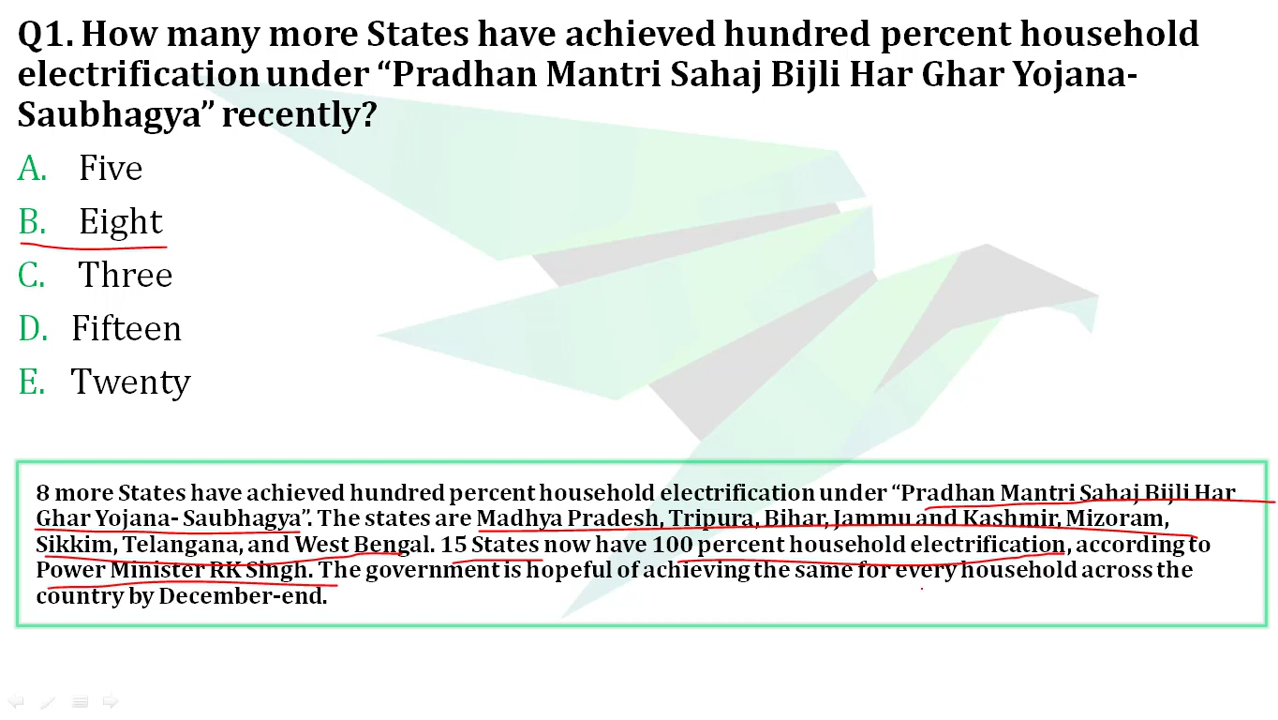 Q1. How many more States have achieved hundred percent household
electrification under “Pradhan Mantri Sahaj Bijli Har Ghar Yojana-
Saubhagya” recently?
A. Five
B. Eight
C. Three
D. Fifteen
E. Twenty
8 more States have achieved hundred percent household electrification under “Pradhan Mantri Sahaj Bijli Har
Ghar Yojana- Saubhagya”. The states are Madhya Pradesh, Tripura, Bihar, Jammu and Kashmir, Mizoram,
Sikkim, Telangana, and West Bengal. 15 States now have 100 percent household electrification, according to
Power Minister RK Singh. The government is hopeful of achieving the same for every household across the
country by December-end.